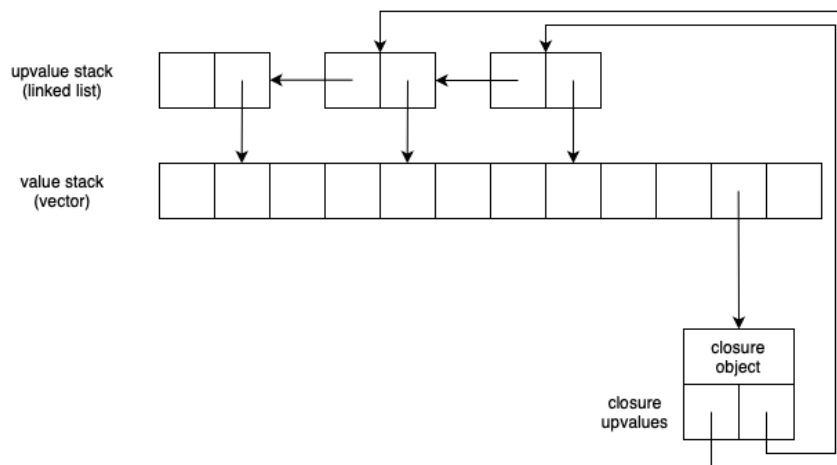 upvalue stack
(linked list)
value stack
(vector)
closure
object
closure
upvalues